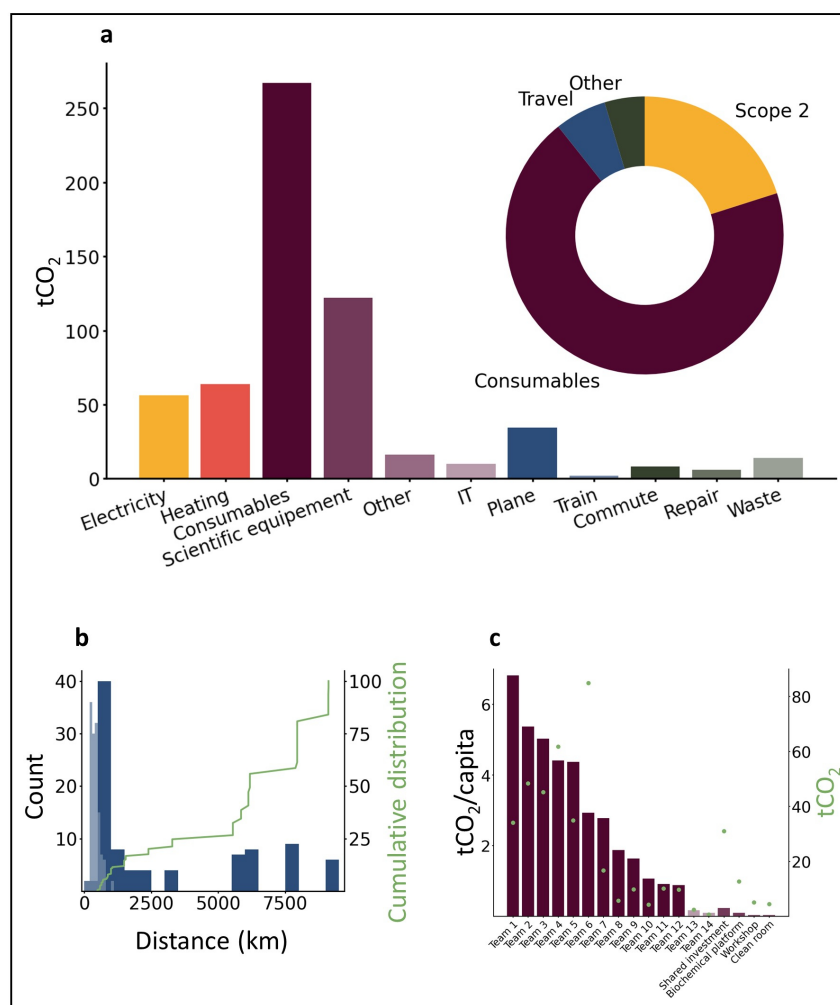 a
250
200
150
100
50
0
tCO2
Electricity
Heating
Consumables
Scientific equipement
Other
IT
Plane
Train
Commute
Repair
Waste
Other
Travel
Scope 2
Consumables
b
40
30
20
10
Count
0
2500
5000
7500
Distance (km)
100
75
50
25
Cumulative distribution
c
6
4
2
tCO2/capita
80
60
40
20
tCO2
Team 1
Team 2
Team 3
Team 4
Team 5
Team 6
Team 7
Team 8
Team 9
Team 10
Team 11
Team 12
Team 13
Team 14
Shared investment
Biochemical platform
Workshop
Clean room